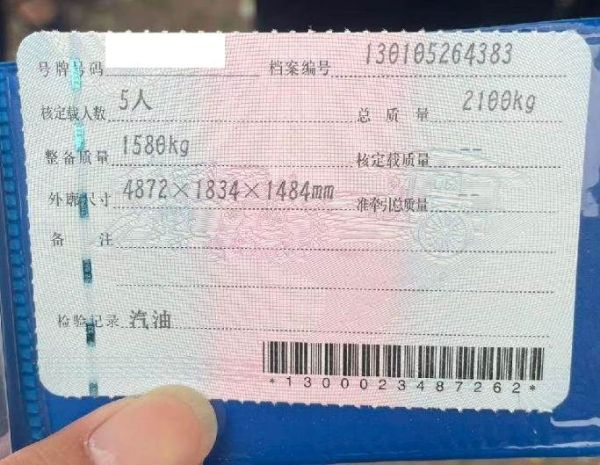 号牌号码 档案编号 130105264383
核定载人数 5人 总质量 2100kg
整备质量 1580kg 核定载质量 --
外廓尺寸 4872×1834×1484mm 准牵引总质量 --
备注
检验记录 汽油
*1300023487262*